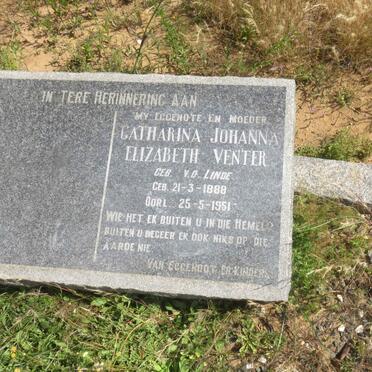 IN TERE HERINNERING AAN
MY EGGENOTE EN MOEDER
CATHARINA JOHANNA
ELIZABETH VENTER
GEB. V.D. LINDE
GEB. 21-3-1888
OORL. 25-5-1951
WIE HET EK BUITEN U IN DIE HEMEL?
BUITEN U BEGEER EK OOK NIKS OP DIE
AARDE NIE.
VAN EGGENOOT EN KINDERS